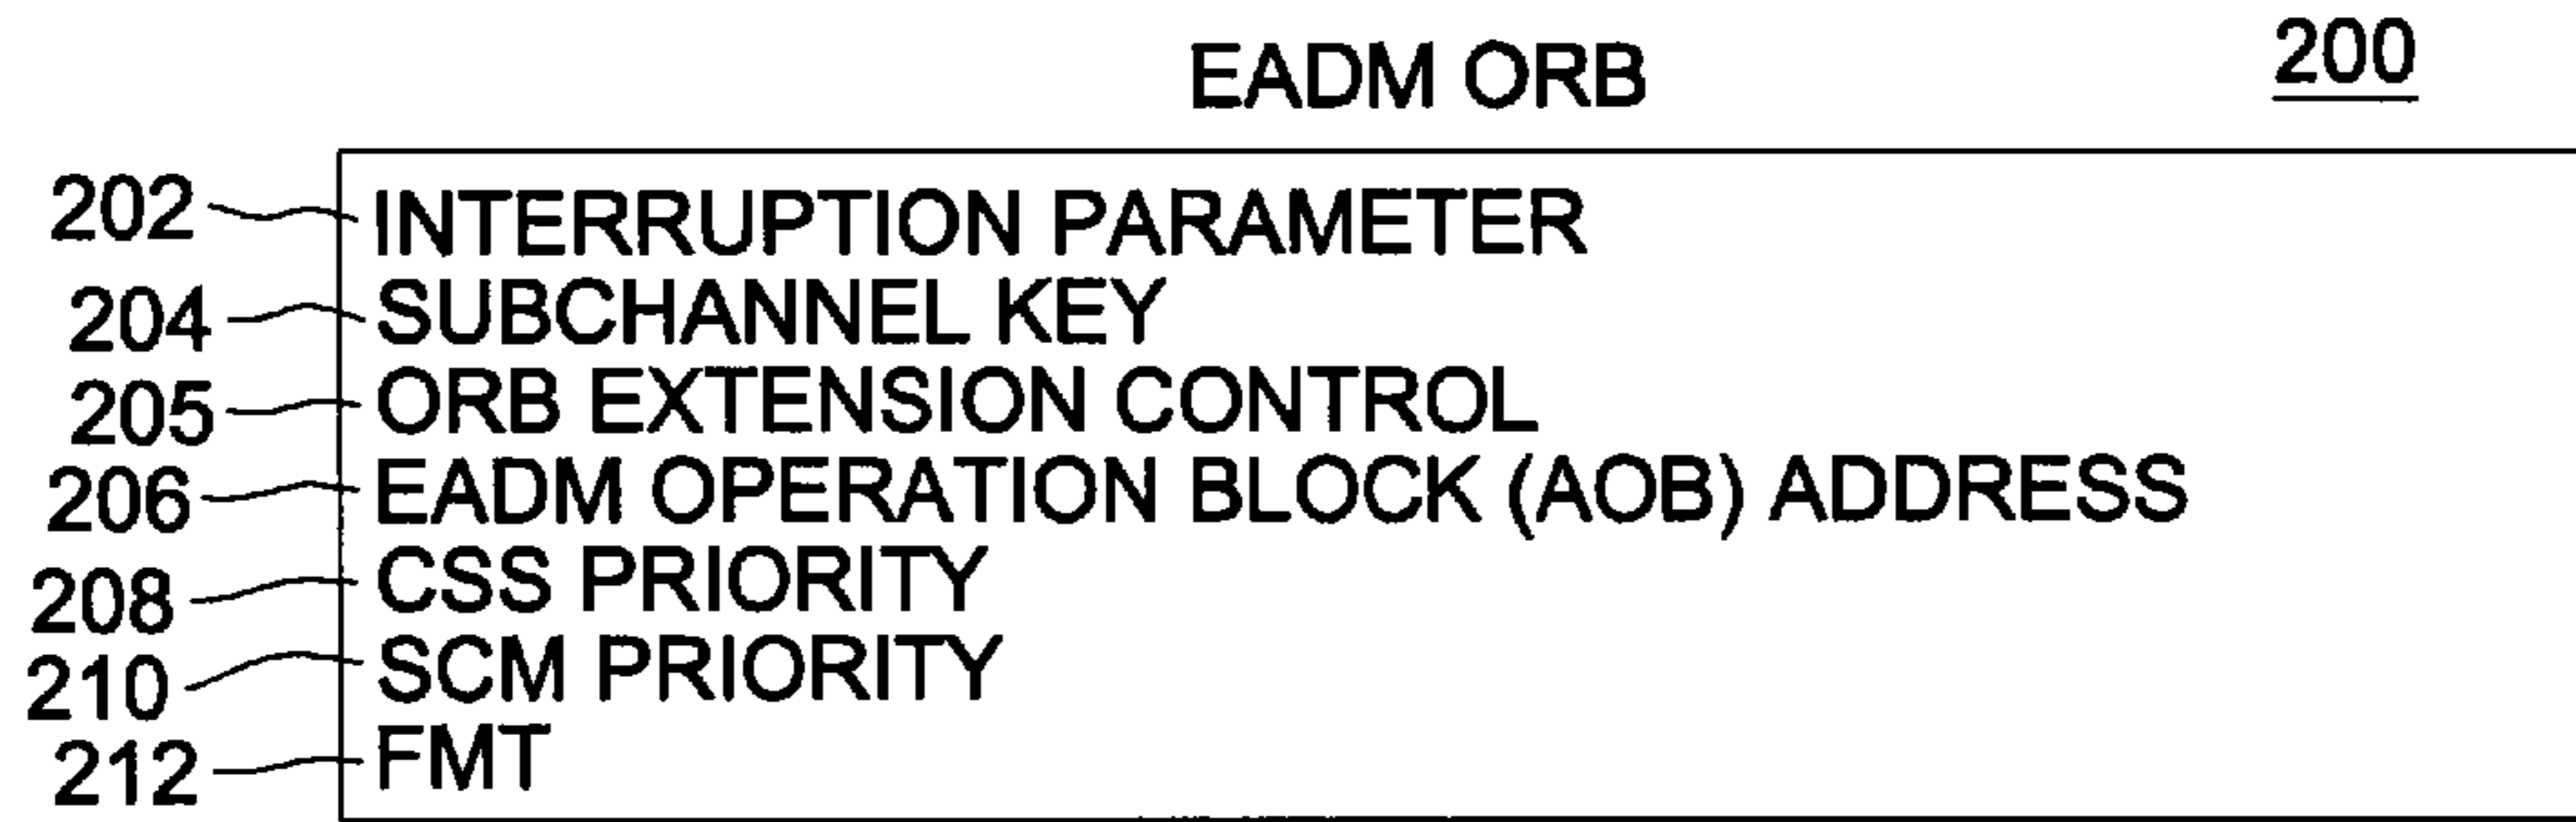 EADM ORB 200
202 INTERRUPTION PARAMETER
204 SUBCHANNEL KEY
205 ORB EXTENSION CONTROL
206 EADM OPERATION BLOCK (AOB) ADDRESS
208 CSS PRIORITY
210 SCM PRIORITY
212 FMT